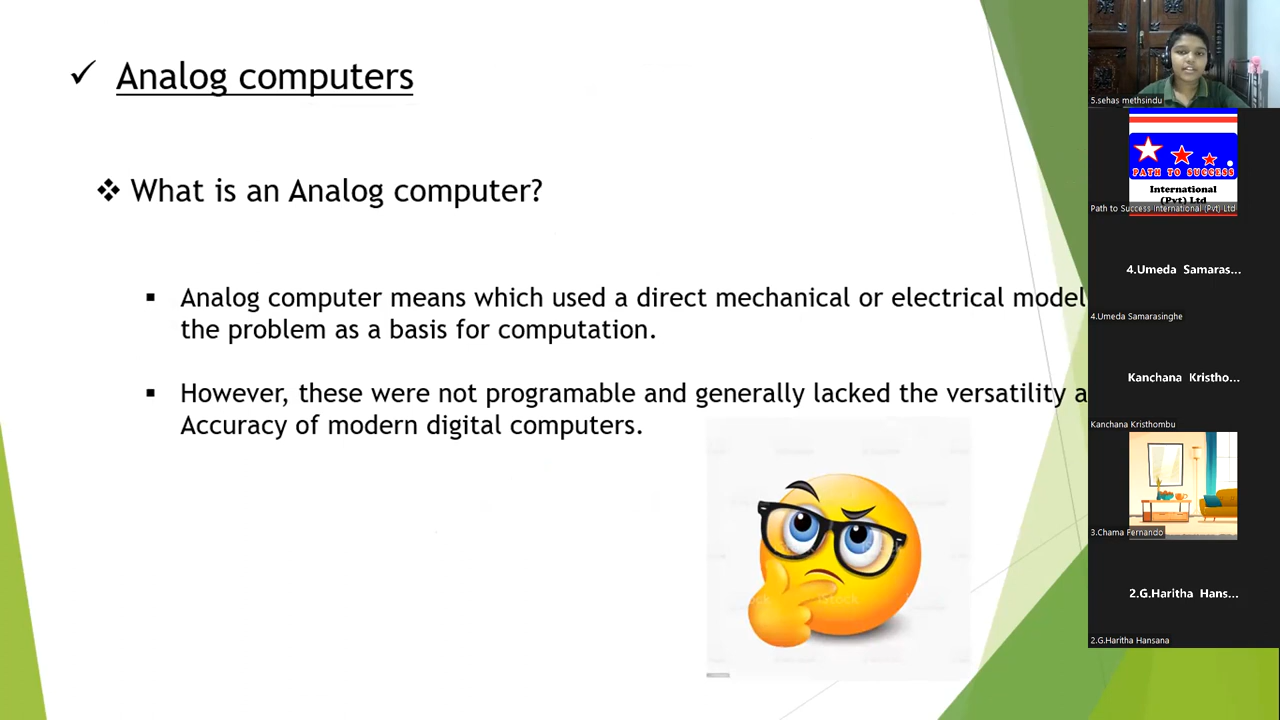 Analog computers
What is an Analog computer?
Analog computer means which used a direct mechanical or electrical model
the problem as a basis for computation.
However, these were not programable and generally lacked the versatility a
Accuracy of modern digital computers.
iStock
5.sehas methsindu
PATH TO SUCCESS
International
(Pvt) Ltd
Path to Success International (Pvt) Ltd
4.Umeda Samaras...
4.Umeda Samarasinghe
Kanchana Kristho...
Kanchana Kristhombu
3.Chama Fernando
2.G.Haritha Hans...
2.G.Haritha Hansana